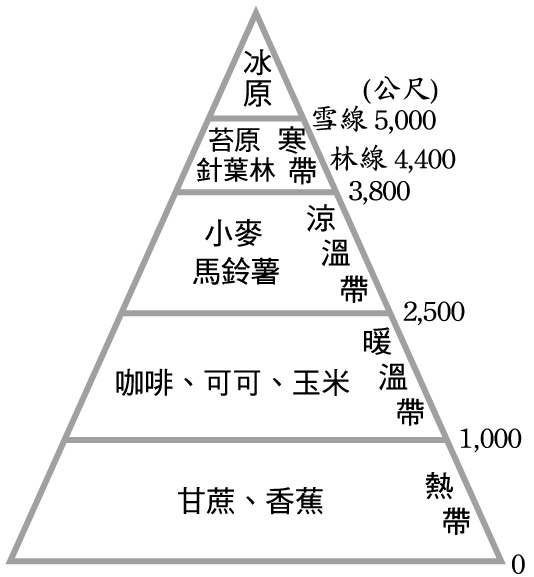 冰原
(公尺)
雪線 5,000
苔原
針葉林
寒帶
林線 4,400
3,800
小麥
馬鈴薯
涼溫帶
2,500
咖啡、可可、玉米
暖溫帶
1,000
甘蔗、香蕉
熱帶
0